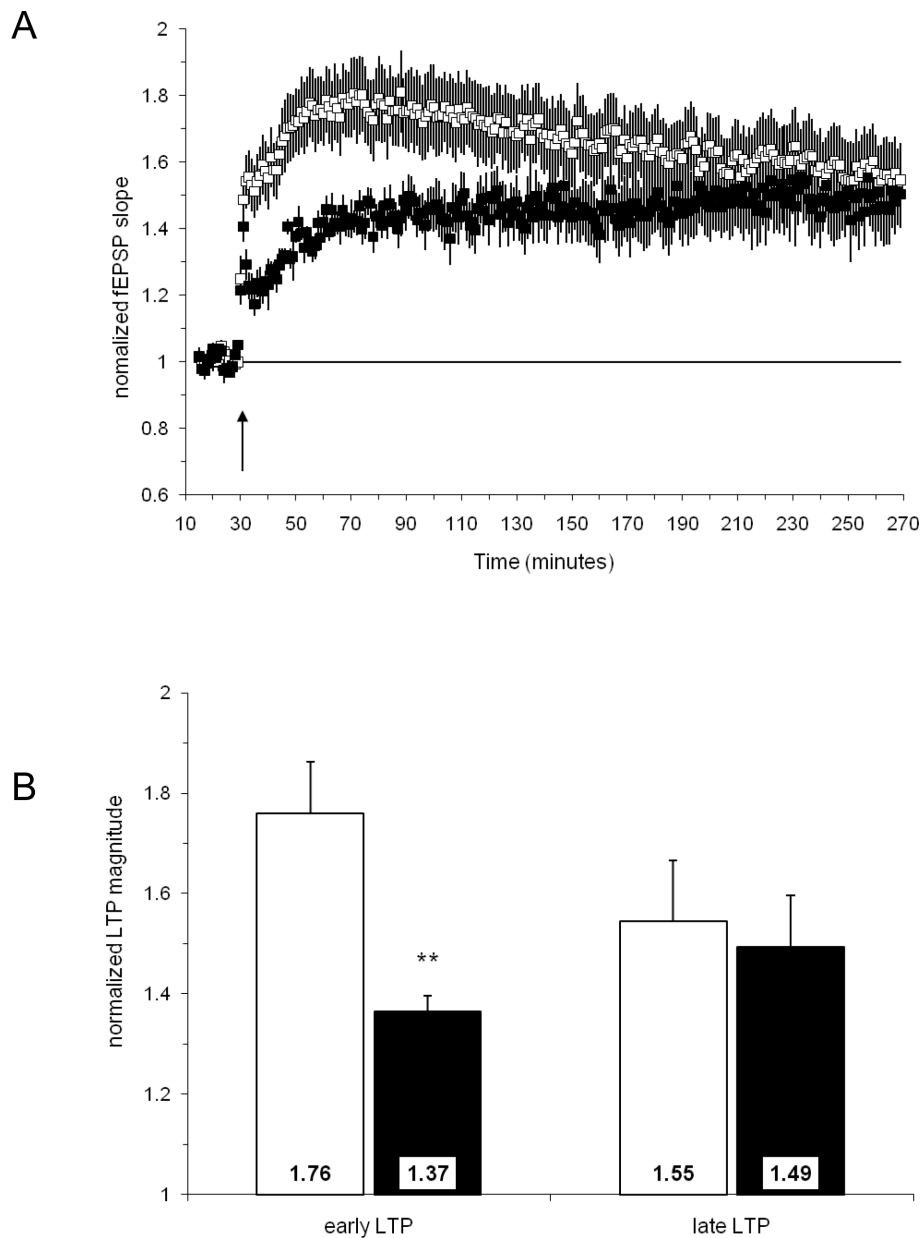 A
2
1.8
1.6
1.4
1.2
1
0.8
0.6
nomalized fEPSP slope
10 30 50 70 90 110 130 150 170 190 210 230 250 270
Time (minutes)
B
2
1.8
1.6
1.4
1.2
1
normalized LTP magnitude
**
1.76 1.37 1.55 1.49
early LTP late LTP